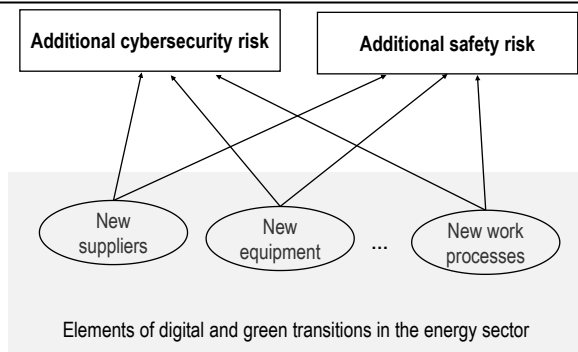 Additional cybersecurity risk
Additional safety risk
New
suppliers
New
equipment
...
New work
processes
Elements of digital and green transitions in the energy sector